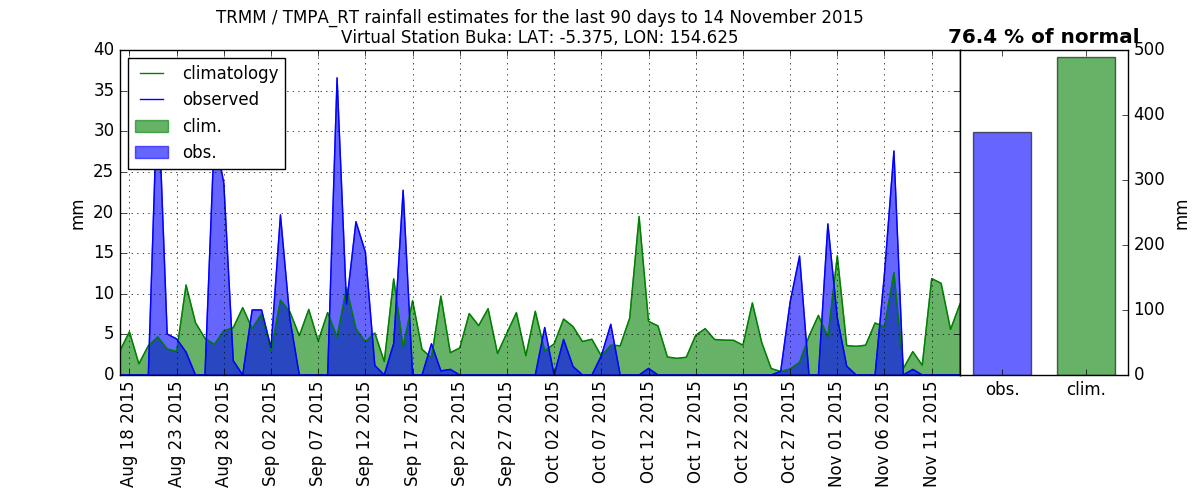 TRMM / TMPA_RT rainfall estimates for the last 90 days to 14 November 2015
Virtual Station Buka: LAT: -5.375, LON: 154.625
76.4 % of normal
climatology
observed
clim.
obs.
mm
40
35
30
25
20
15
10
5
0
Aug 18 2015
Aug 23 2015
Aug 28 2015
Sep 02 2015
Sep 07 2015
Sep 12 2015
Sep 17 2015
Sep 22 2015
Sep 27 2015
Oct 02 2015
Oct 07 2015
Oct 12 2015
Oct 17 2015
Oct 22 2015
Oct 27 2015
Nov 01 2015
Nov 06 2015
Nov 11 2015
obs.
clim.
500
400
300
200
100
0
mm